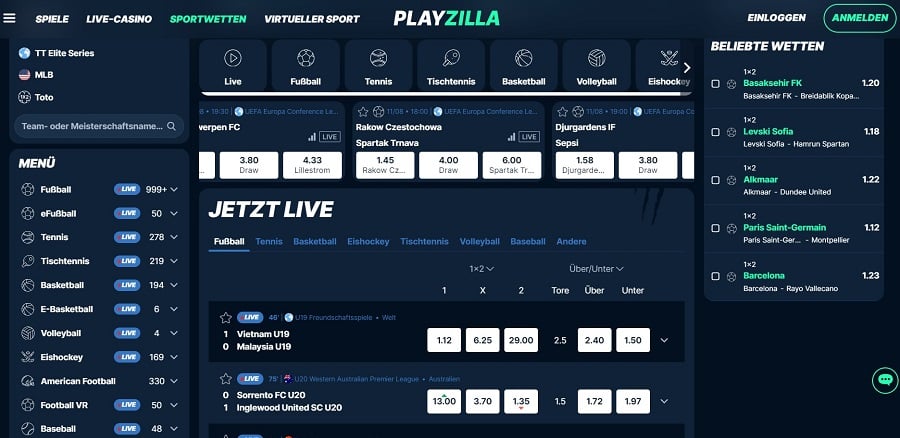 SPIELE LIVE-CASINO SPORTWETTEN VIRTUELLER SPORT PLAYZILLA EINLOGGEN ANMELDEN
TT Elite Series
MLB
Toto
Team- oder Meisterschaftsname...
MENÜ
Fußball LIVE 999+
eFußball LIVE 50
Tennis LIVE 278
Tischtennis LIVE 219
Basketball LIVE 194
E-Basketball LIVE 6
Volleyball LIVE 4
Eishockey LIVE 169
American Football 330
Football VR LIVE 50
Baseball LIVE 48
Live Fußball Tennis Tischtennis Basketball Volleyball Eishockey
19:30 | UEFA Europa Conference Le...
werpen FC
LIVE
3.80 4.33
Draw Lillestrom
11/08 • 18:00 | UEFA Europa Conference Le...
Rakow Czestochowa
LIVE
Spartak Trnava
1.45 4.00 6.00
Rakow Cz... Draw Spartak Tr...
11/08 • 19:00 | UEFA Europa Conference Le...
Djurgardens IF
Sepsi
1.58 3.80
Djurgarde... Draw
JETZT LIVE
Fußball Tennis Basketball Eishockey Tischtennis Volleyball Baseball Andere
1×2 Über/Unter
1 X 2 Tore Über Unter
LIVE 46' | U19 Freundschaftsspiele • Welt
1 Vietnam U19
0 Malaysia U19
1.12 6.25 29.00 2.5 2.40 1.50
LIVE 75' | U20 Western Australian Premier League • Australien
0 Sorrento FC U20
1 Inglewood United SC U20
13.00 3.70 1.35 1.5 1.72 1.97
BELIEBTE WETTEN
1×2
Basaksehir FK 1.20
Basaksehir FK - Breidablik Kopa...
1×2
Levski Sofia 1.18
Levski Sofia - Hamrun Spartan
1×2
Alkmaar 1.22
Alkmaar - Dundee United
1×2
Paris Saint-Germain 1.12
Paris Saint-Ger... - Montpellier
1×2
Barcelona 1.23
Barcelona - Rayo Vallecano